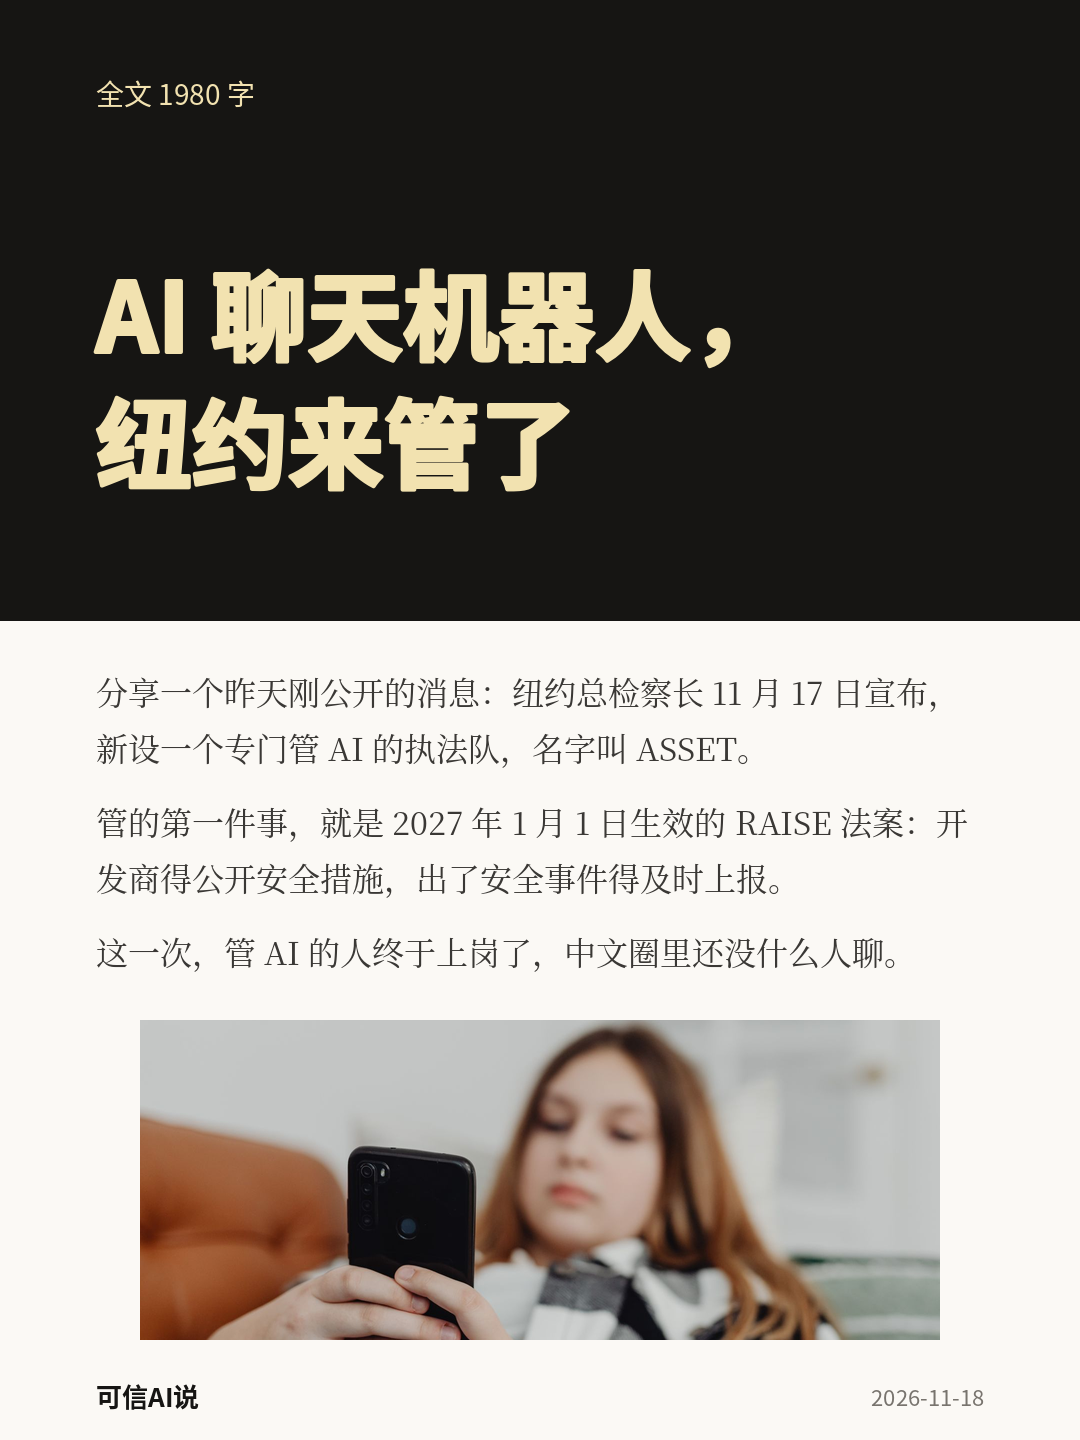 全文 1980 字
AI 聊天机器人，
纽约来管了
分享一个昨天刚公开的消息：纽约总检察长 11 月 17 日宣布，
新设一个专门管 AI 的执法队，名字叫 ASSET。
管的第一件事，就是 2027 年 1 月 1 日生效的 RAISE 法案：开
发商得公开安全措施，出了安全事件得及时上报。
这一次，管 AI 的人终于上岗了，中文圈里还没什么人聊。
可信AI说
2026-11-18